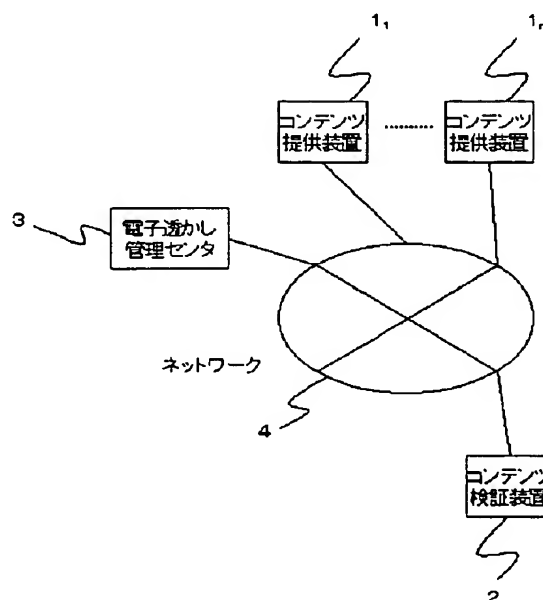 1₁
1ₙ
コンテンツ
提供装置
………
コンテンツ
提供装置
3
電子透かし
管理センタ
ネットワーク
4
コンテンツ
検証装置
2